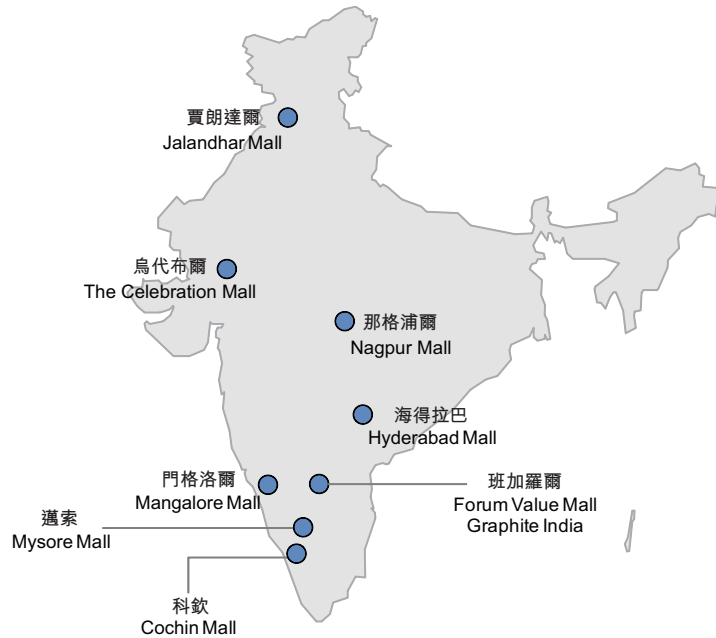 賈朗達爾
Jalandhar Mall
烏代布爾
The Celebration Mall
那格浦爾
Nagpur Mall
海得拉巴
Hyderabad Mall
門格洛爾
Mangalore Mall
班加羅爾
Forum Value Mall
Graphite India
邁索
Mysore Mall
科欽
Cochin Mall